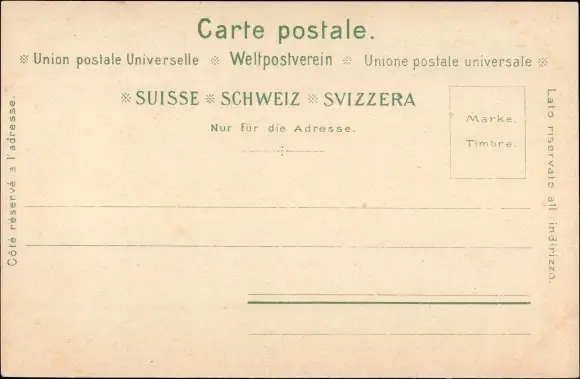 Carte postale.
※ Union postale Universelle ※ Weltpostverein ※ Unione postale universale ※
※ SUISSE ※ SCHWEIZ ※ SVIZZERA
Nur für die Adresse.
Marke.
Timbre.
Côté réservé à l'adresse.
Lato riservato all indirizzo.